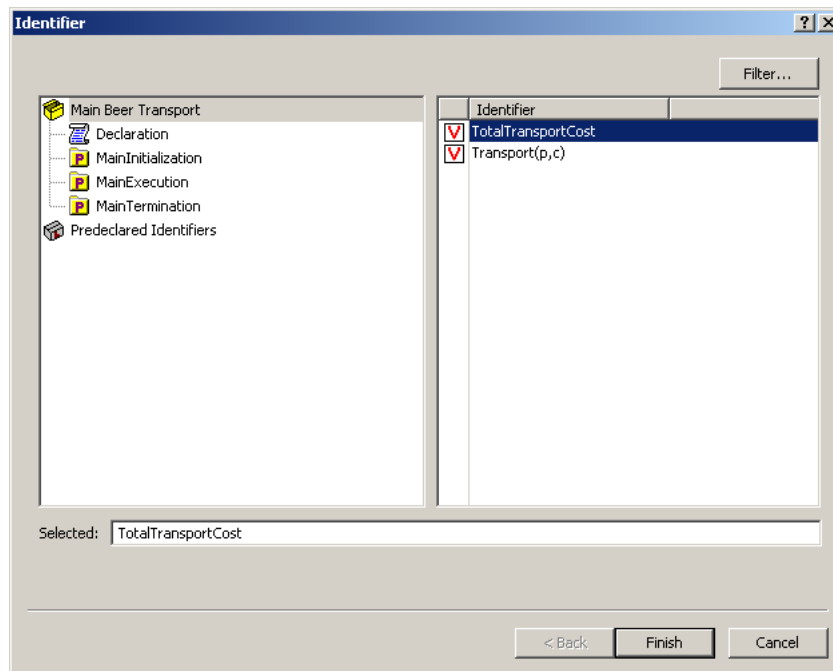 Identifier
Filter...
Main Beer Transport
Declaration
P MainInitialization
P MainExecution
P MainTermination
Predeclared Identifiers
Identifier
V TotalTransportCost
V Transport(p,c)
Selected: TotalTransportCost
< Back Finish Cancel